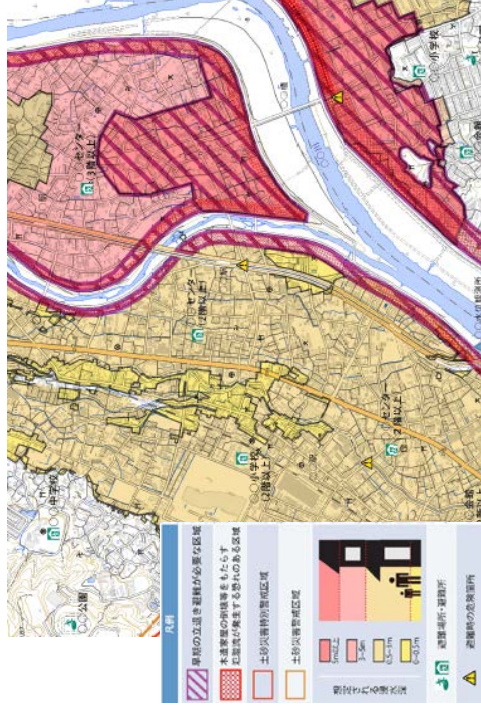 ○○小学校
○○橋
○○川
○○センター
(3階以上)
○○センター
(2階以上)
○○小学校
(2階以上)
○○センター
(2階以上)
○○中学校
○○公園
凡例
早期の立退き避難が必要な区域
木造家屋の倒壊等をもたらす
氾濫流が発生する恐れのある区域
土砂災害特別警戒区域
土砂災害警戒区域
想定される浸水深
5m以上
3~5m
0.5~3m
0~0.5m
避難場所・避難所
避難時の危険箇所